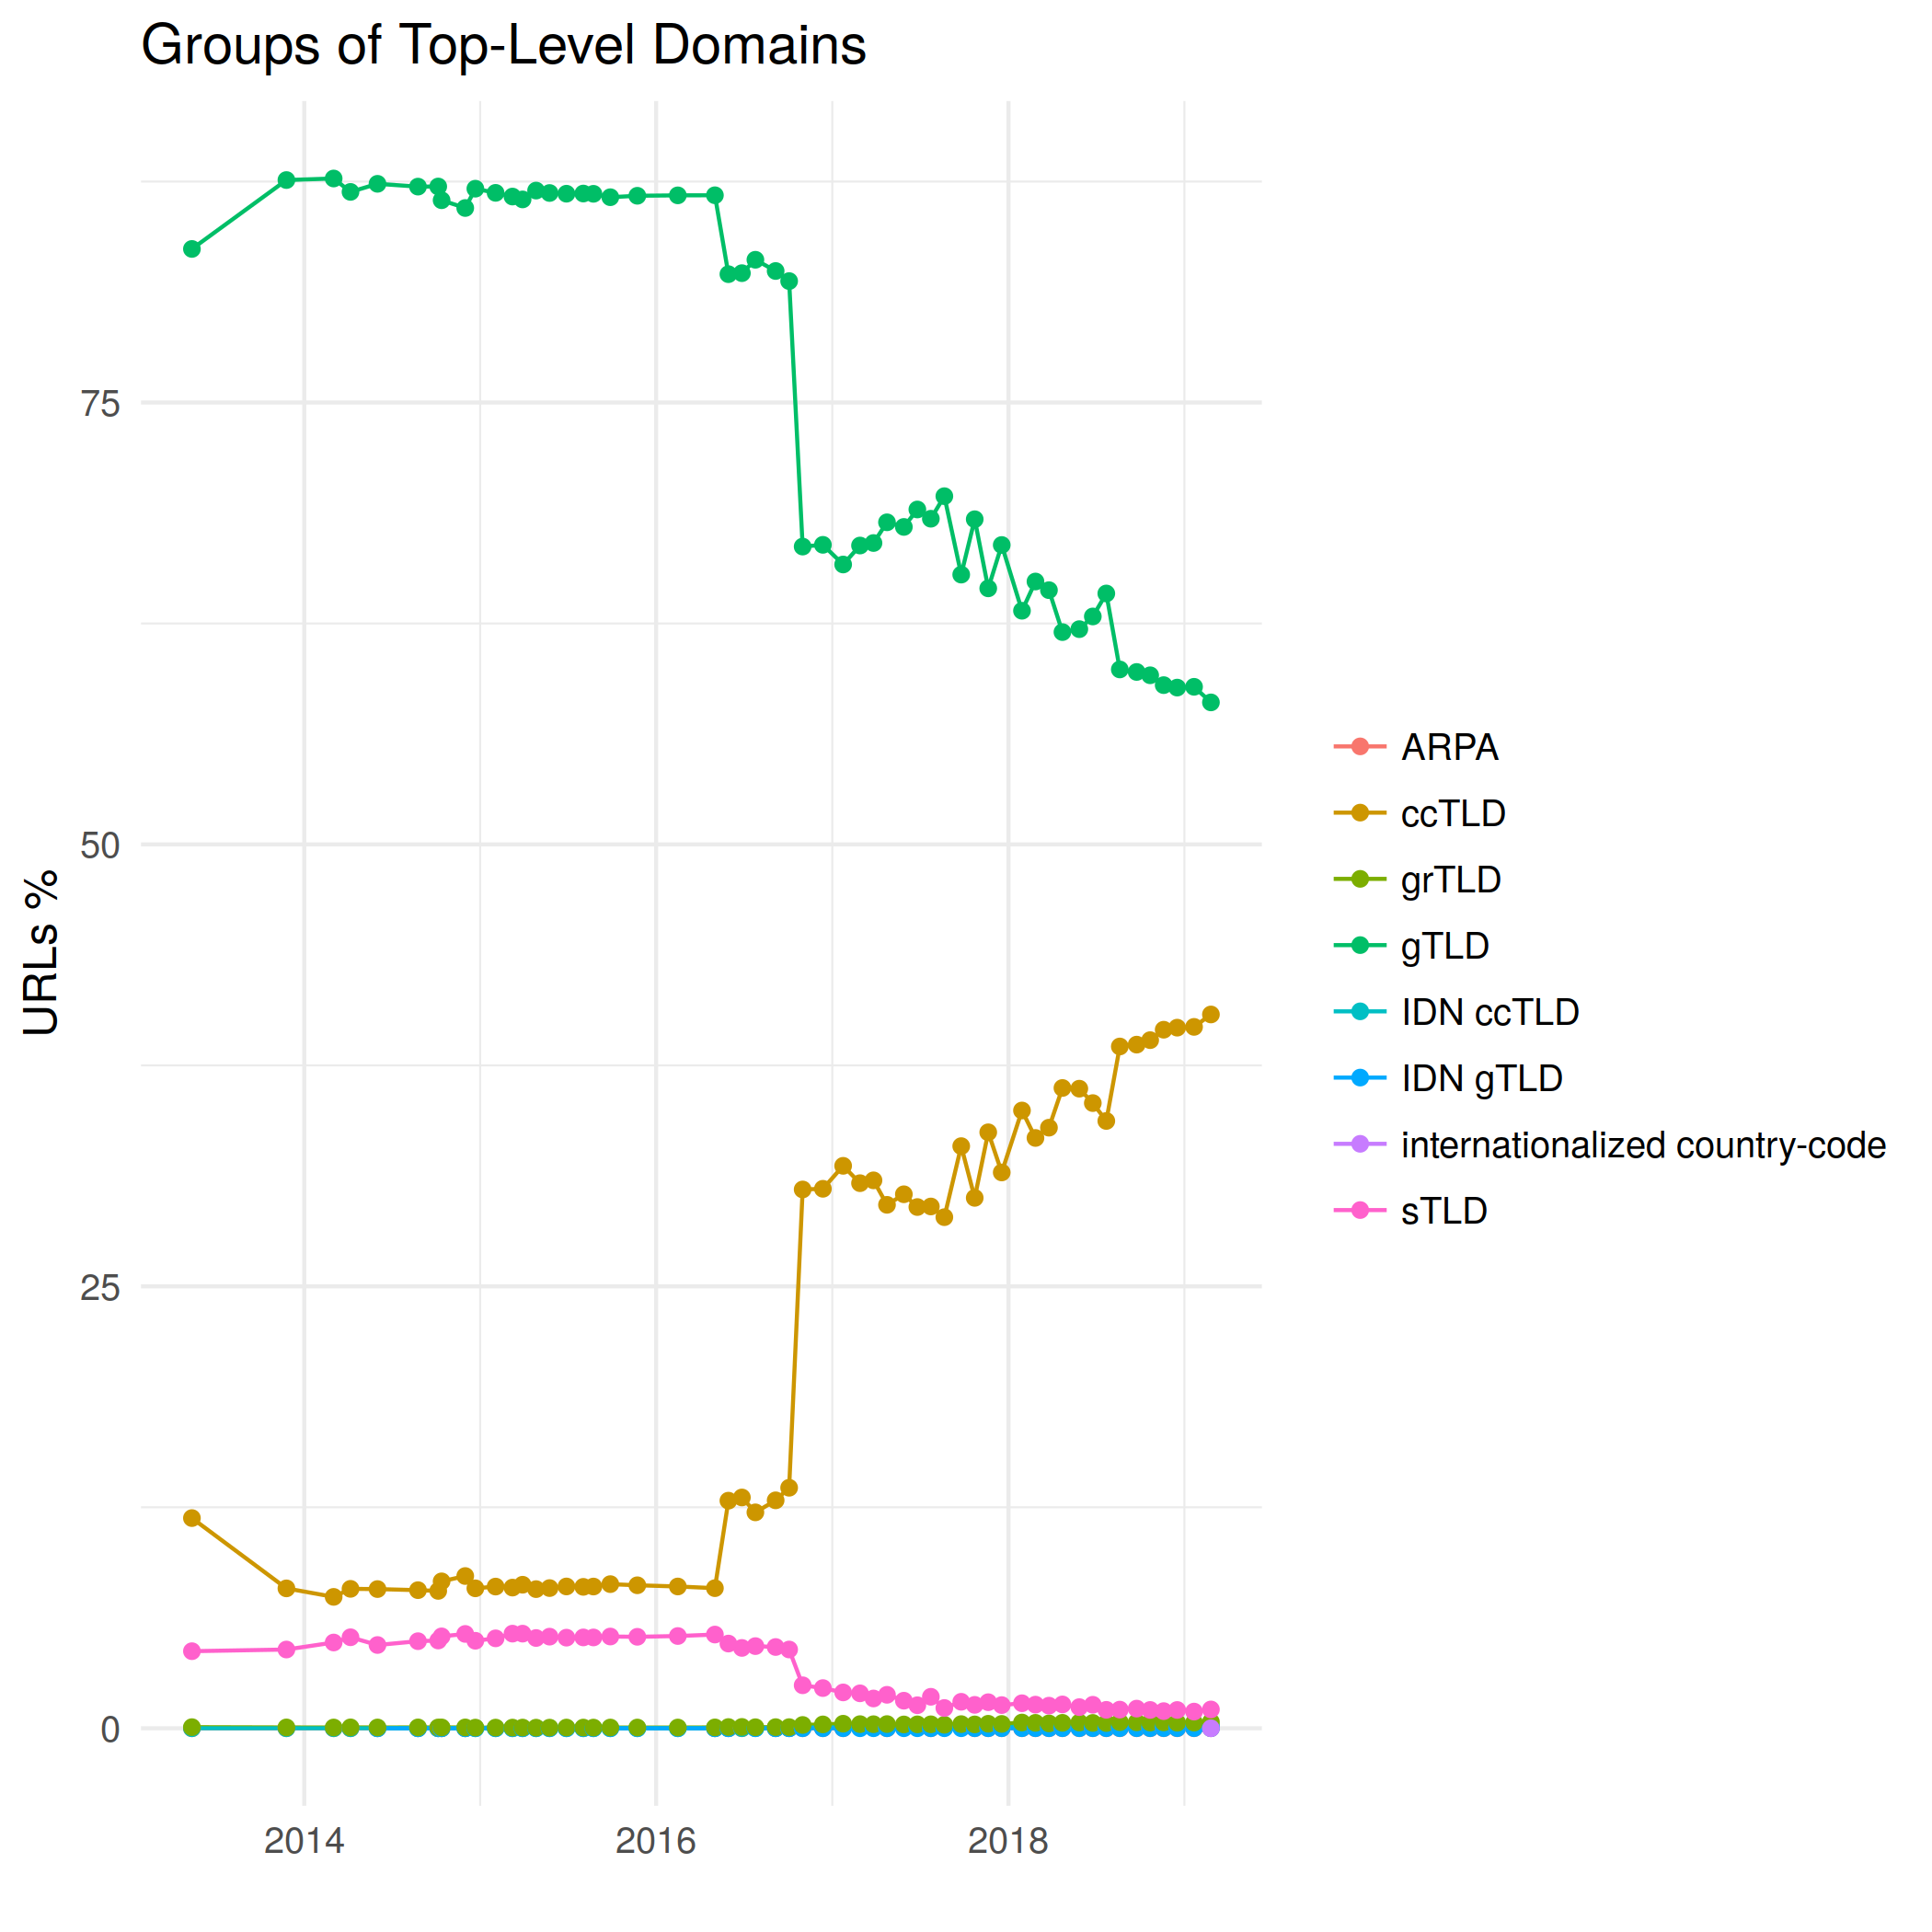 Groups of Top-Level Domains
URLs %
75
50
25
0
2014
2016
2018
ARPA
ccTLD
grTLD
gTLD
IDN ccTLD
IDN gTLD
internationalized country-code
sTLD